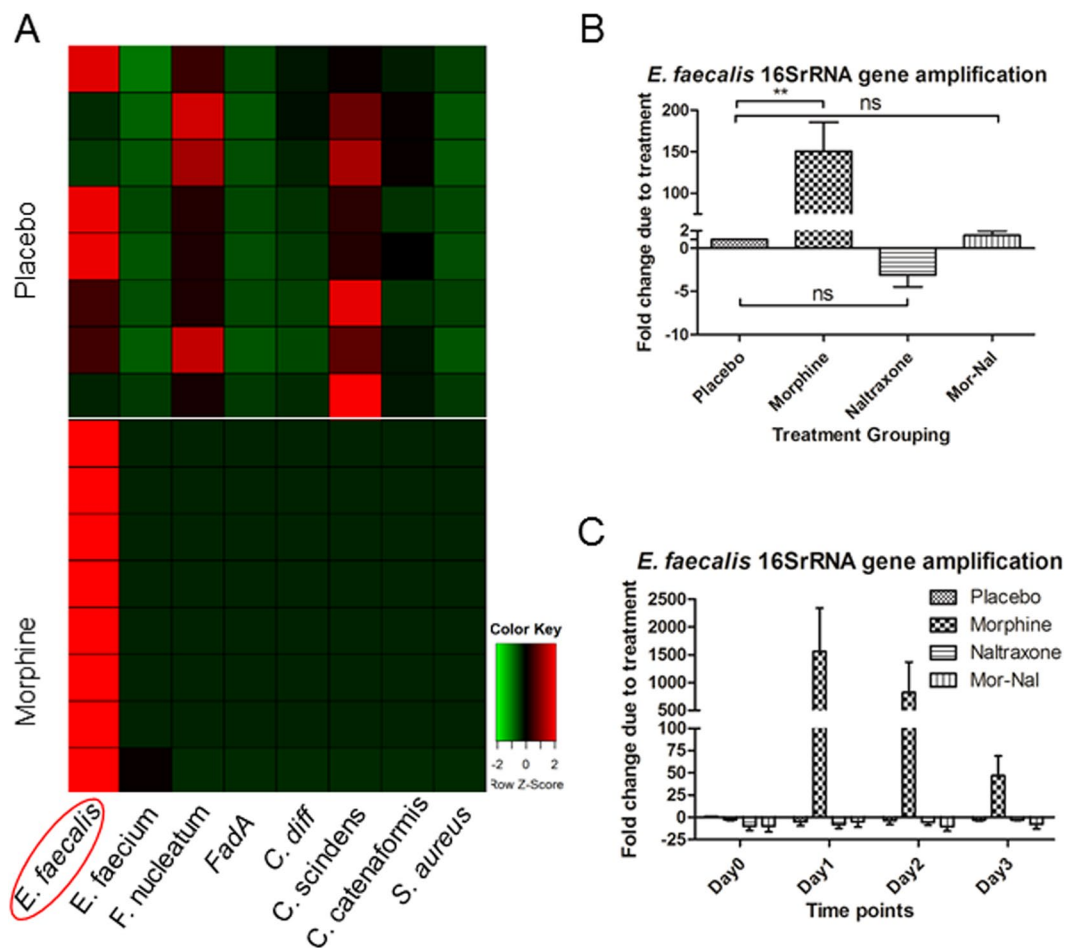 A
Placebo
Morphine
Color Key
-2 0 2
Row Z-Score
E. faecalis
E. faecium
F. nucleatum
FadA
C. diff
C. scindens
C. catenaformis
S. aureus
B
E. faecalis 16SrRNA gene amplification
**
ns
Fold change due to treatment
200
150
100
2
0
-5
-10
ns
Placebo
Morphine
Naltraxone
Mor-Nal
Treatment Grouping
C
E. faecalis 16SrRNA gene amplification
Fold change due to treatment
2500
2000
1500
1000
500
100
75
50
25
0
-25
Placebo
Morphine
Naltraxone
Mor-Nal
Day0
Day1
Day2
Day3
Time points